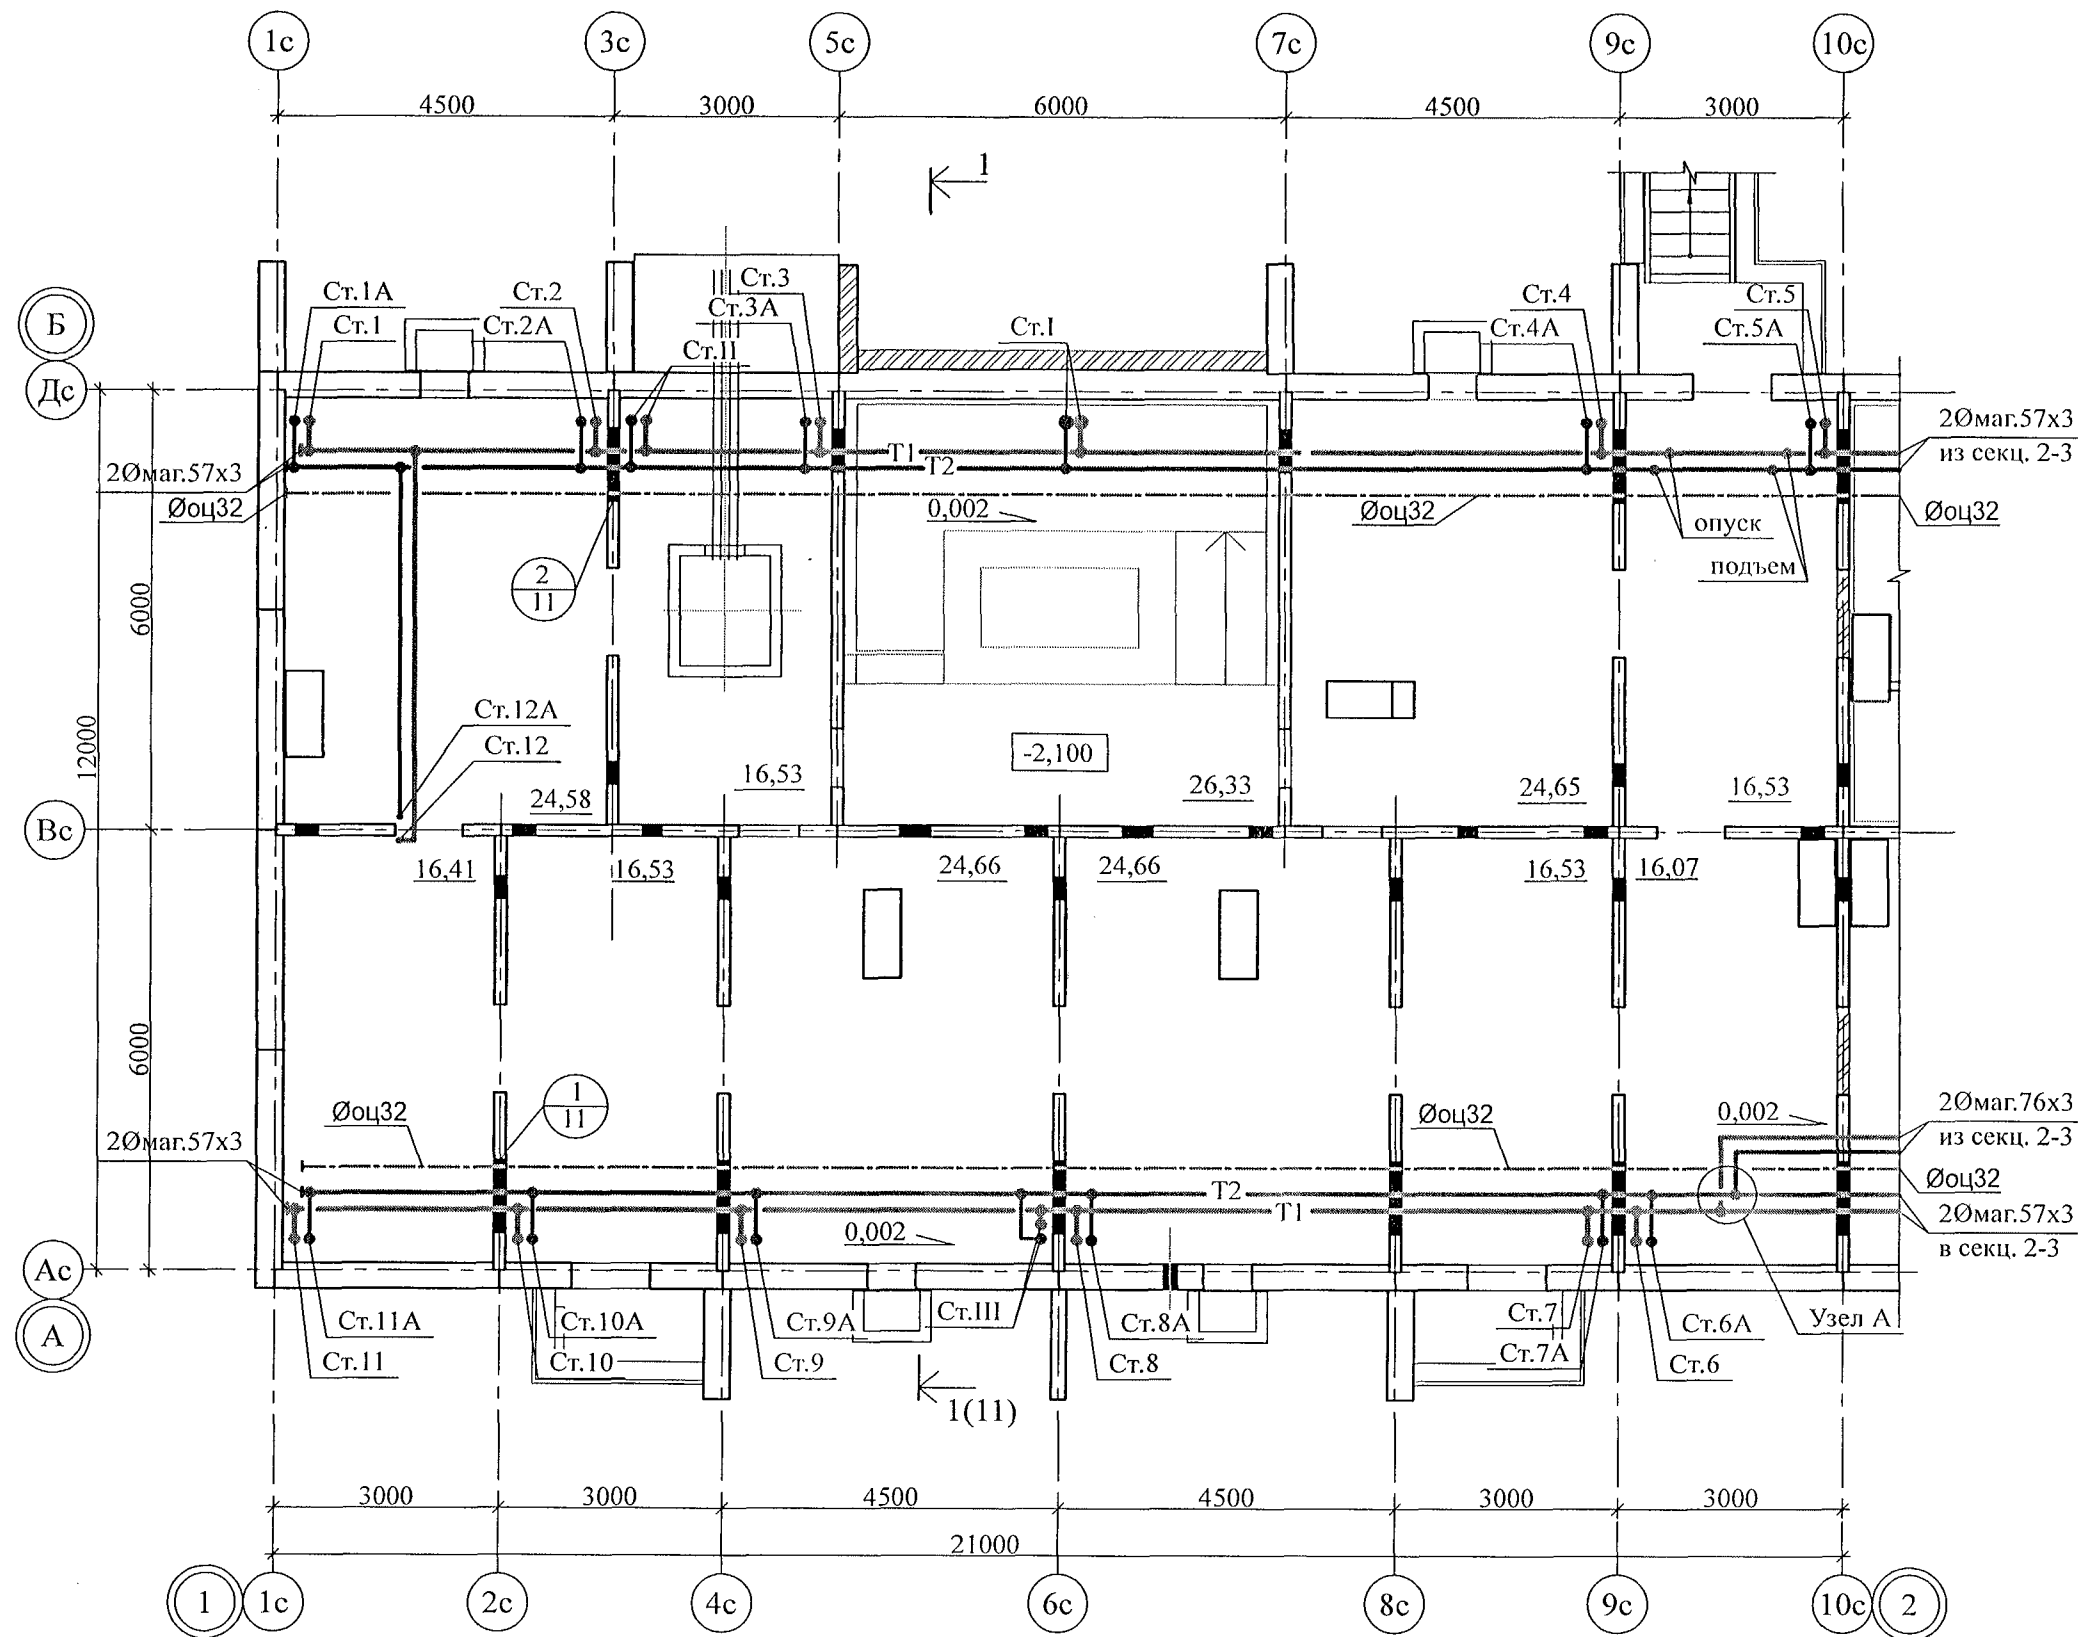 1с
3с
5с
7с
9с
10с
4500
3000
6000
4500
3000
1
Ст.1А
Ст.1
Ст.2
Ст.2А
Ст.II
Ст.3
Ст.3А
Ст.I
Ст.4
Ст.4А
Ст.5
Ст.5А
Б
Дс
2Øмаг.57х3
из секц. 2-3
Т1
Т2
2Øмаг.57х3
Øоц32
0,002
Øоц32
Øоц32
опуск
подъем
2
11
6000
12000
Ст.12А
Ст.12
-2,100
24,58
16,53
26,33
24,65
16,53
Вс
16,41
16,53
24,66
24,66
16,53
16,07
6000
1
11
Øоц32
Øоц32
0,002
2Øмаг.76х3
из секц. 2-3
2Øмаг.57х3
Øоц32
Т2
Т1
2Øмаг.57х3
в секц. 2-3
0,002
Ас
А
Ст.11А
Ст.11
Ст.10А
Ст.10
Ст.9А
Ст.9
Ст.III
Ст.8А
Ст.8
Ст.7
Ст.7А
Ст.6А
Ст.6
Узел А
1(11)
3000
3000
4500
4500
3000
3000
21000
1
1с
2с
4с
6с
8с
9с
10с
2